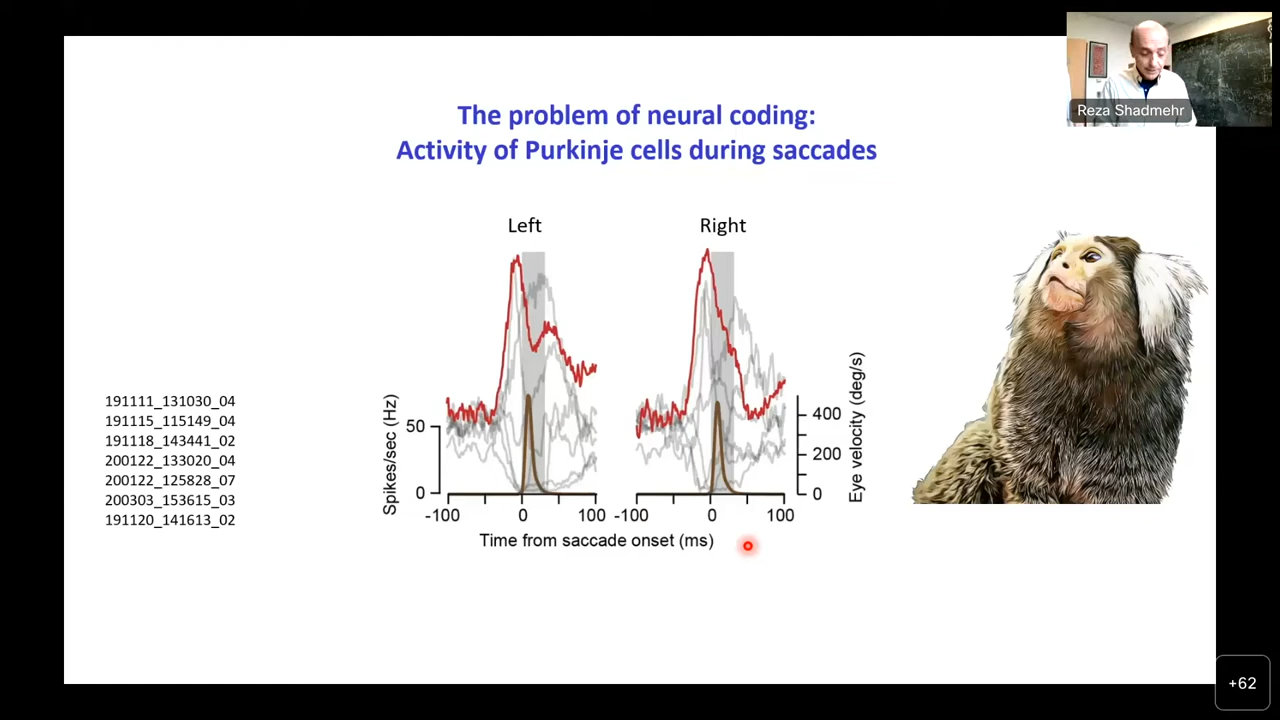 Reza Shadmehr
The problem of neural coding:
Activity of Purkinje cells during saccades
Left
Right
191111_131030_04
191115_115149_04
191118_143441_02
200122_133020_04
200122_125828_07
200303_153615_03
191120_141613_02
Spikes/sec (Hz)
50
0
400
200
0
Eye velocity (deg/s)
-100
0
100
-100
0
100
Time from saccade onset (ms)
+62